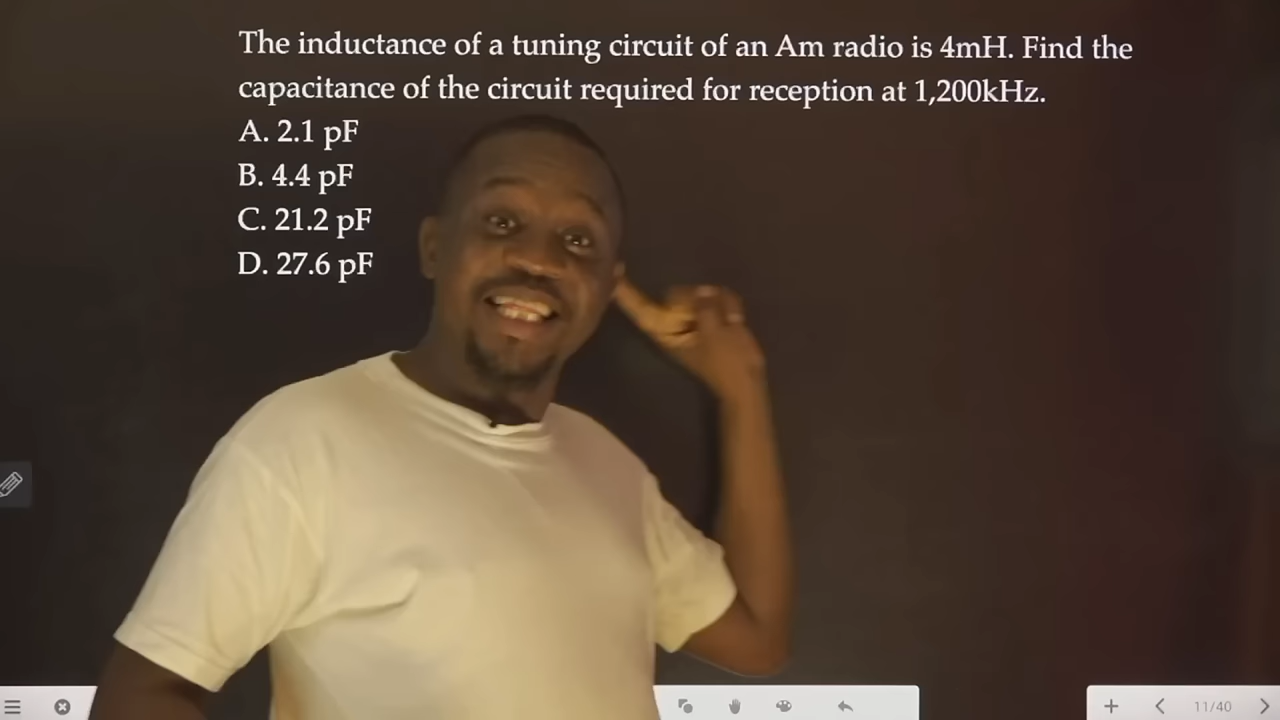 The inductance of a tuning circuit of an Am radio is 4mH. Find the
capacitance of the circuit required for reception at 1,200kHz.
A. 2.1 pF
B. 4.4 pF
C. 21.2 pF
D. 27.6 pF
11/40